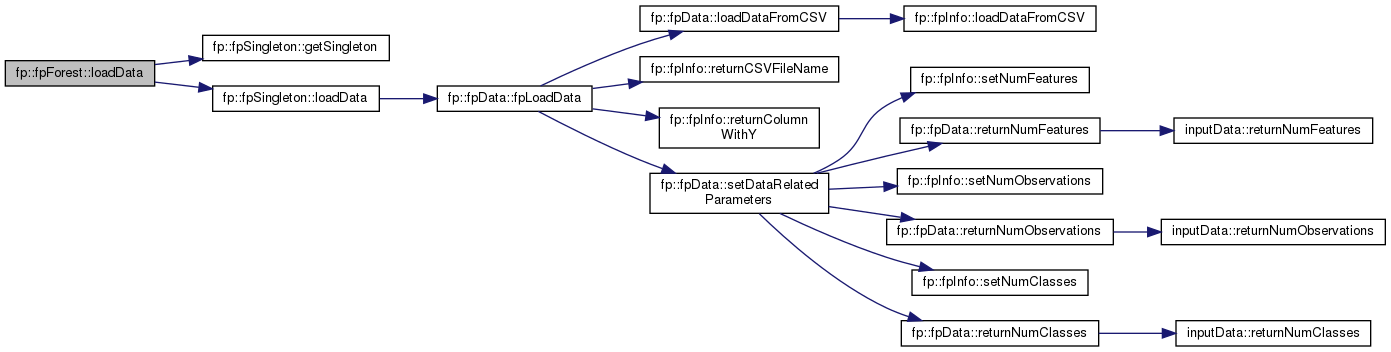 fp::fpForest::loadData
fp::fpSingleton::getSingleton
fp::fpSingleton::loadData
fp::fpData::fpLoadData
fp::fpData::loadDataFromCSV
fp::fpInfo::loadDataFromCSV
fp::fpInfo::returnCSVFileName
fp::fpInfo::returnColumn
WithY
fp::fpData::setDataRelated
Parameters
fp::fpInfo::setNumFeatures
fp::fpData::returnNumFeatures
inputData::returnNumFeatures
fp::fpInfo::setNumObservations
fp::fpData::returnNumObservations
inputData::returnNumObservations
fp::fpInfo::setNumClasses
fp::fpData::returnNumClasses
inputData::returnNumClasses